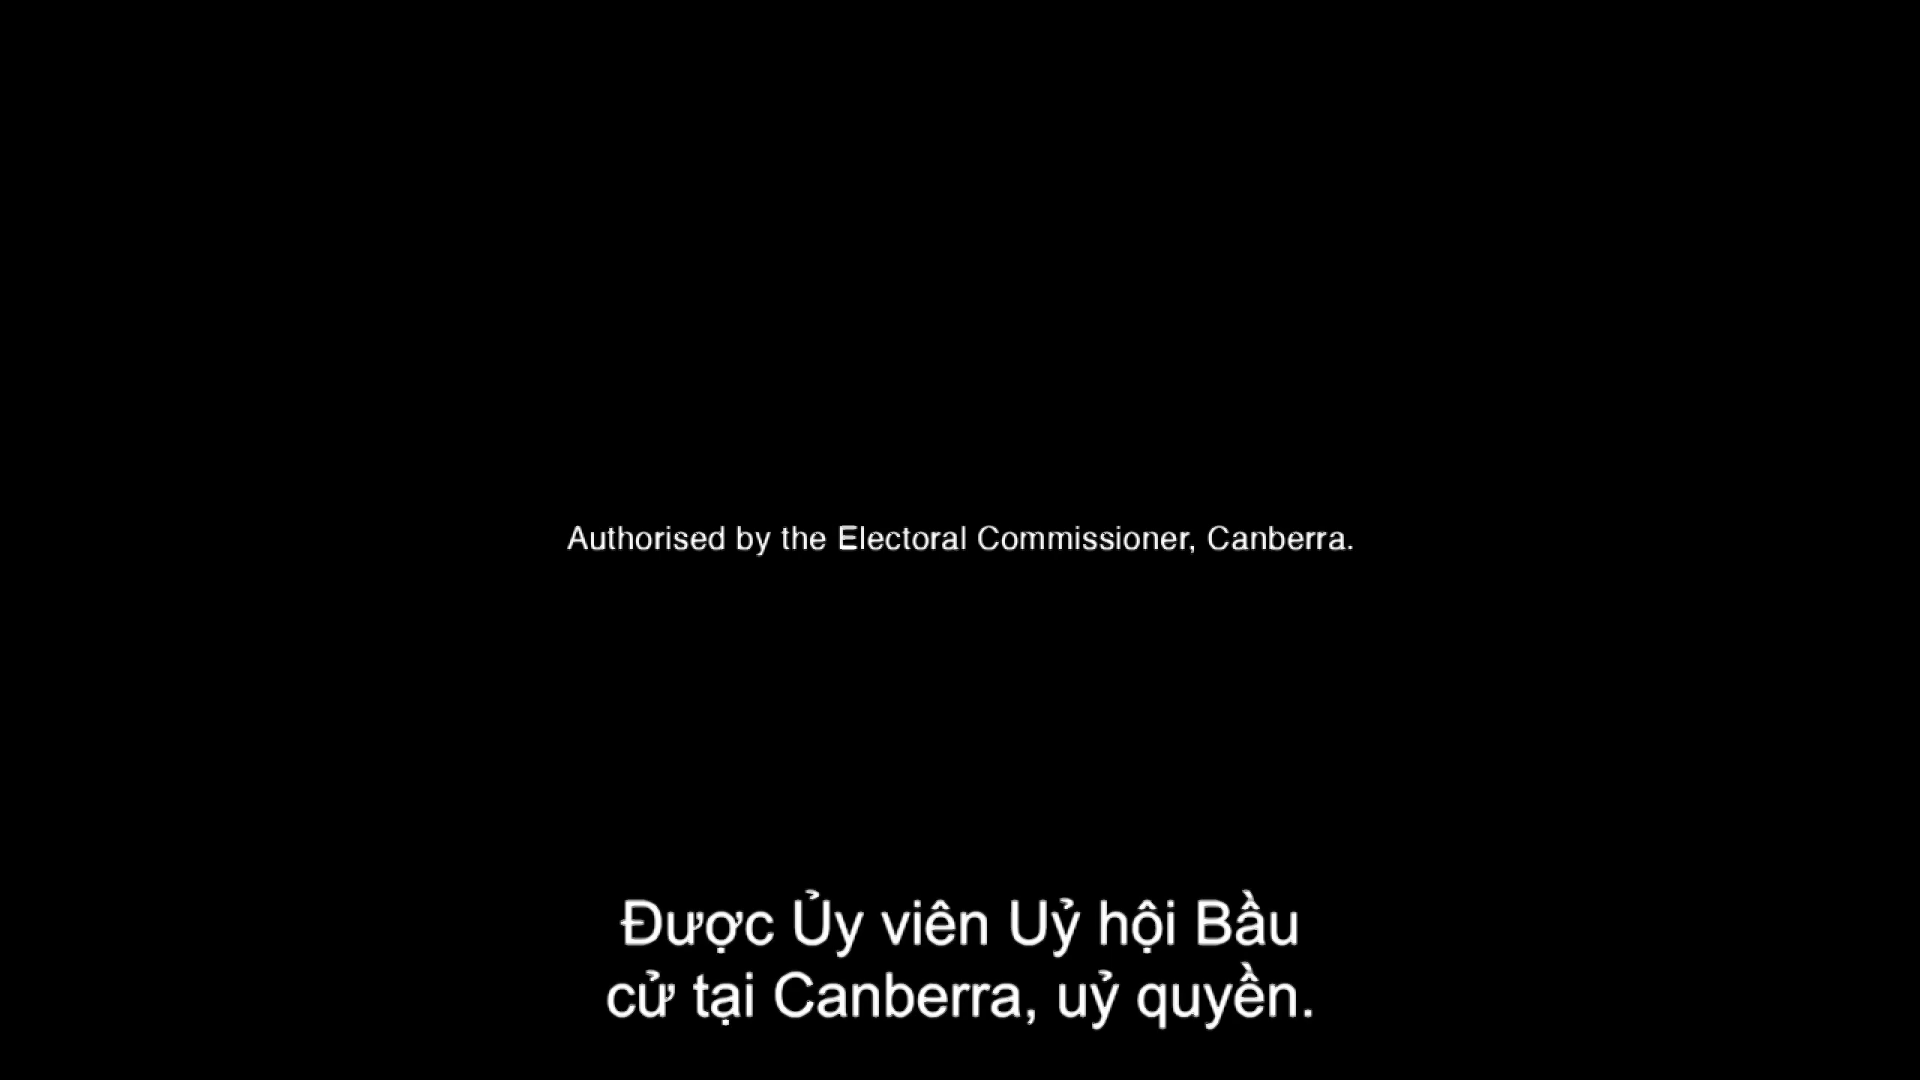 Authorised by the Electoral Commissioner, Canberra.
Được Ủy viên Uỷ hội Bầu
cử tại Canberra, uỷ quyền.